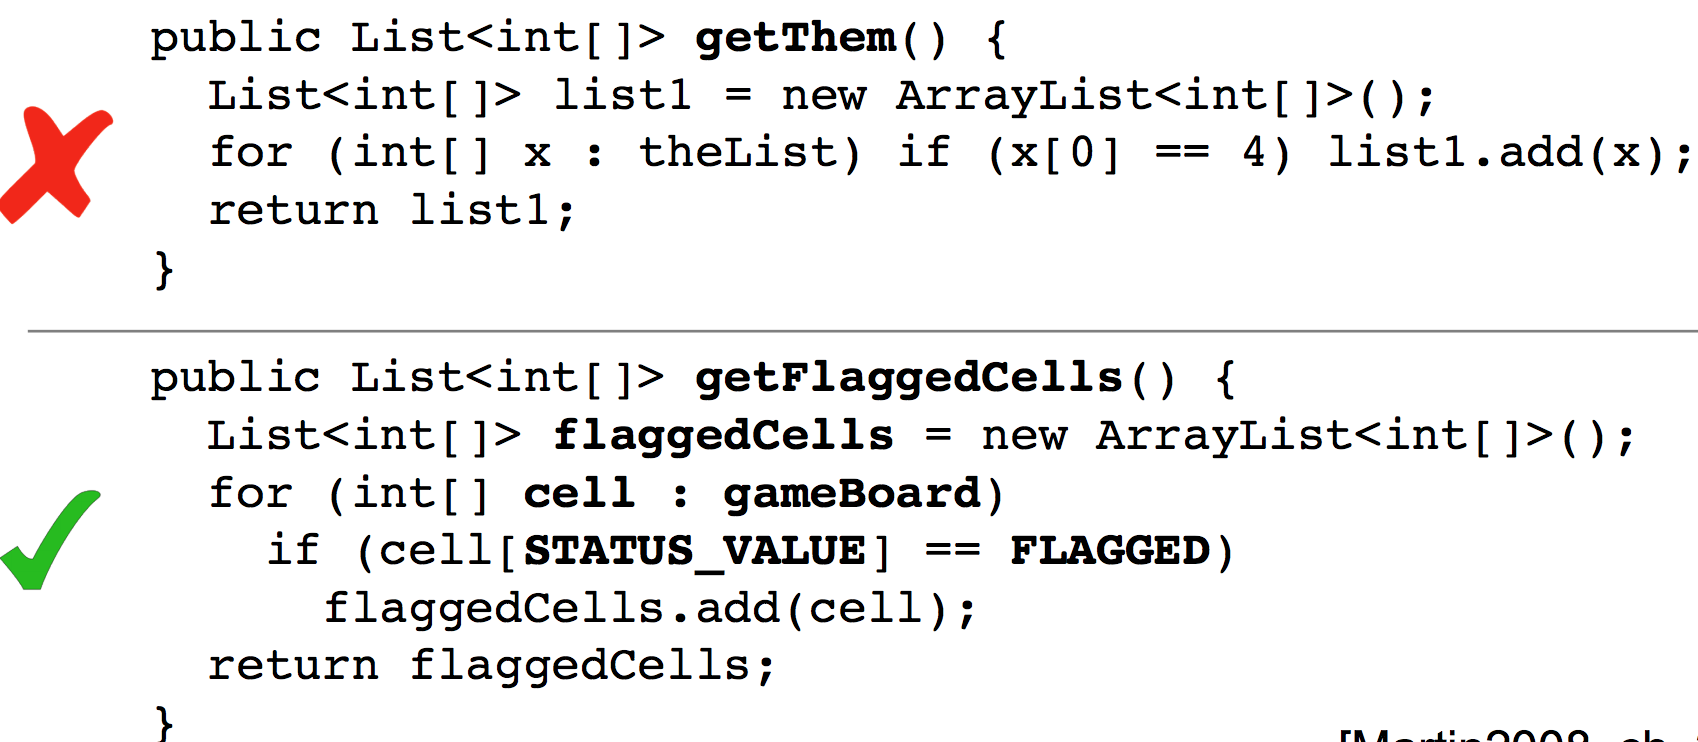 public List<int[]> getThem() {
List<int[]> list1 = new ArrayList<int[]>();
for (int[] x : theList) if (x[0] == 4) list1.add(x);
return list1;
}
public List<int[]> getFlaggedCells() {
List<int[]> flaggedCells = new ArrayList<int[]>();
for (int[] cell : gameBoard)
if (cell[STATUS_VALUE] == FLAGGED)
flaggedCells.add(cell);
return flaggedCells;
}
[Martin2008, ch